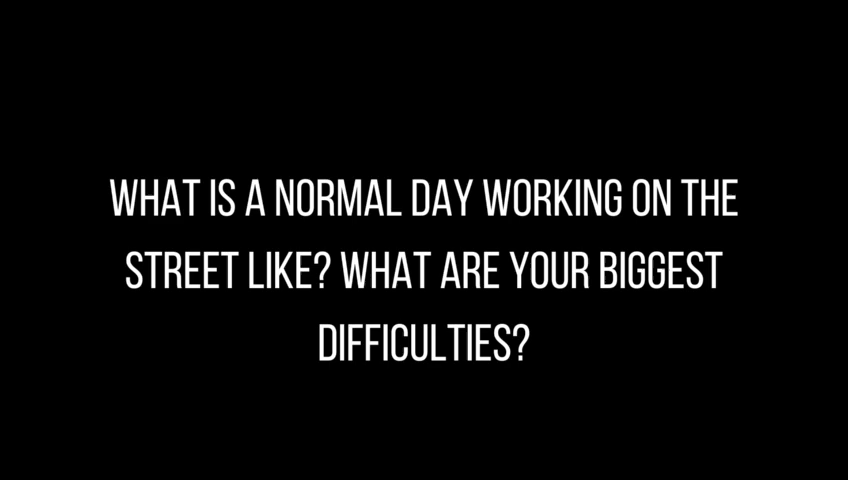 WHAT IS A NORMAL DAY WORKING ON THE
STREET LIKE? WHAT ARE YOUR BIGGEST
DIFFICULTIES?